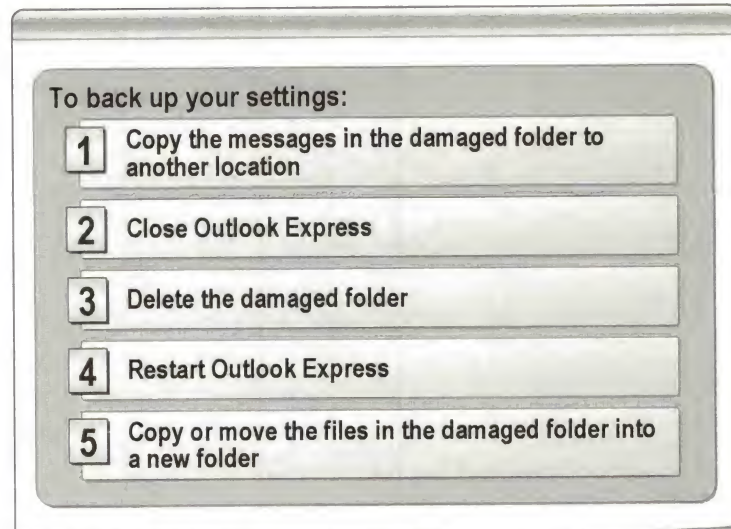 To back up your settings:
1 Copy the messages in the damaged folder to
another location
2 Close Outlook Express
3 Delete the damaged folder
4 Restart Outlook Express
5 Copy or move the files in the damaged folder into
a new folder